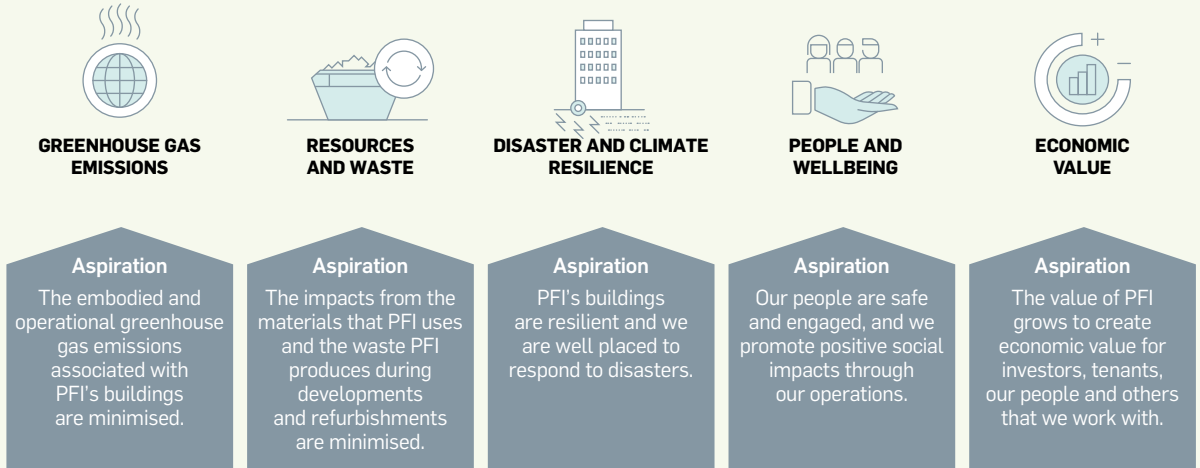 GREENHOUSE GAS
EMISSIONS
RESOURCES
AND WASTE
DISASTER AND CLIMATE
RESILIENCE
PEOPLE AND
WELLBEING
ECONOMIC
VALUE
Aspiration
The embodied and
operational greenhouse
gas emissions
associated with
PFI's buildings
are minimised.
Aspiration
The impacts from the
materials that PFI uses
and the waste PFI
produces during
developments
and refurbishments
are minimised.
Aspiration
PFI's buildings
are resilient and we
are well placed to
respond to disasters.
Aspiration
Our people are safe
and engaged, and we
promote positive social
impacts through
our operations.
Aspiration
The value of PFI
grows to create
economic value for
investors, tenants,
our people and others
that we work with.